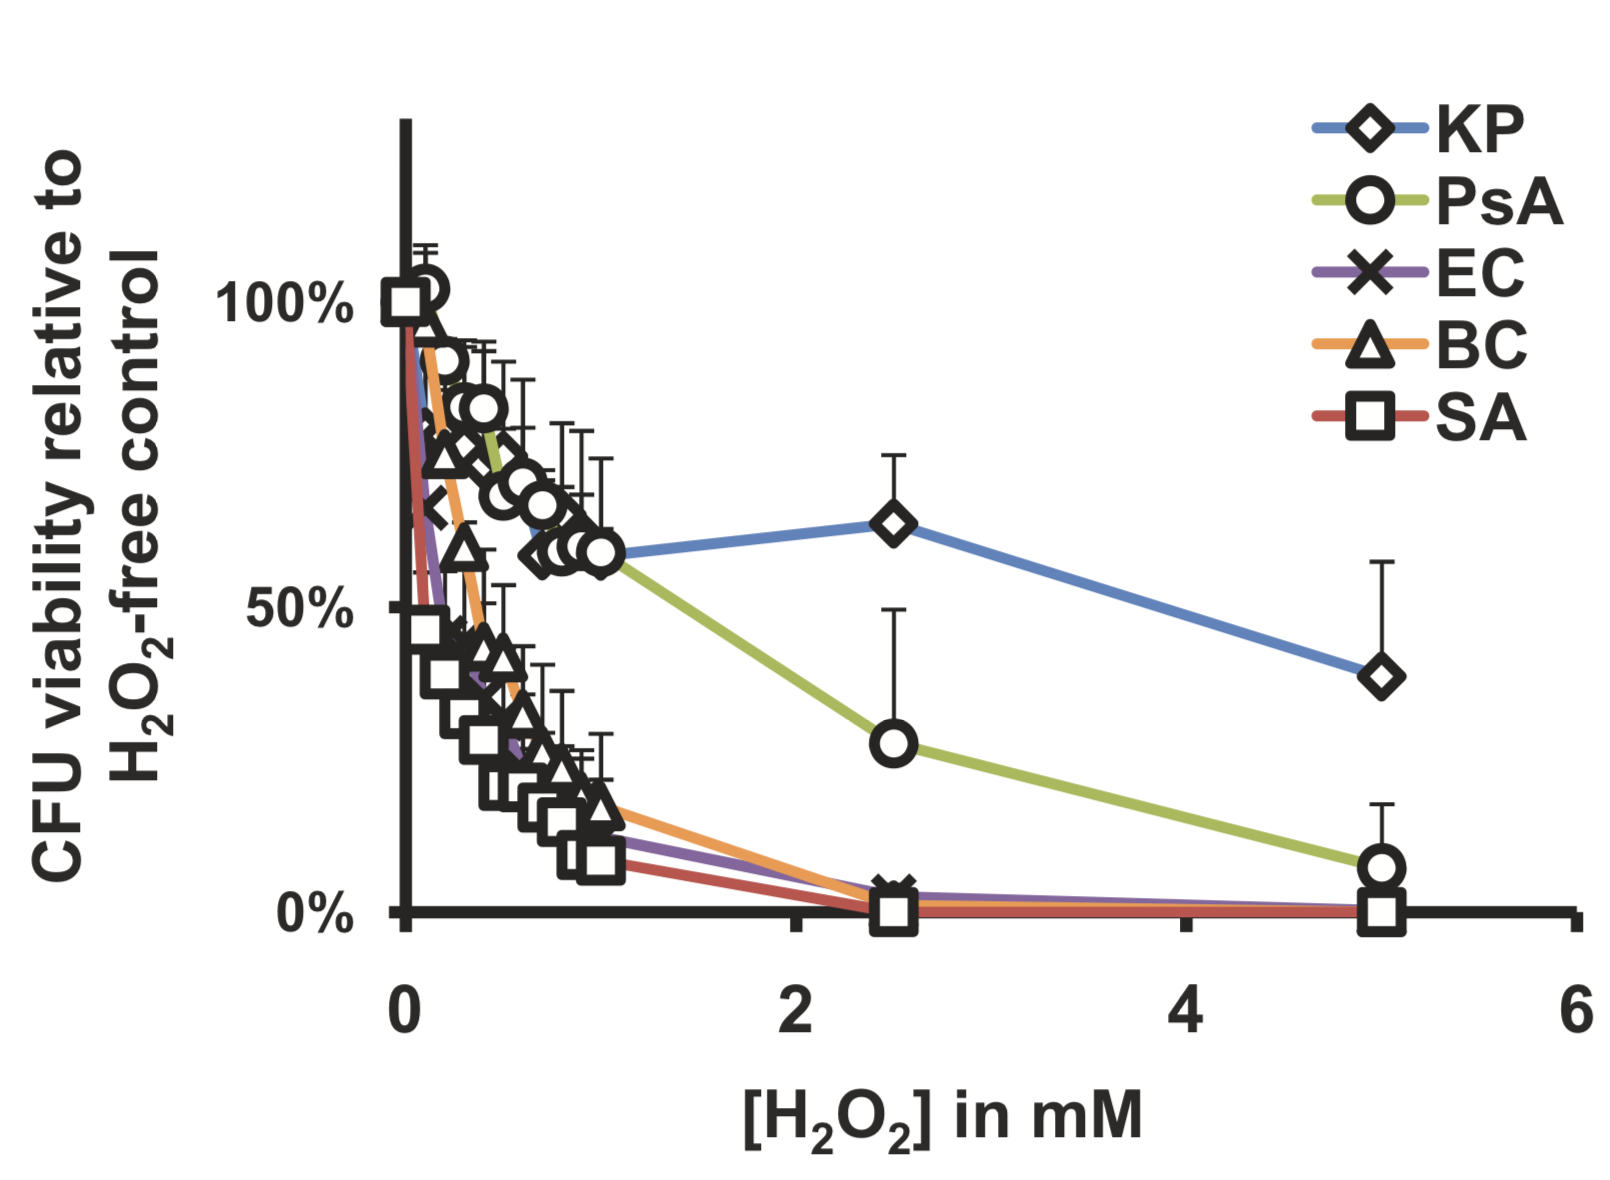 CFU viability relative to
H₂O₂-free control
100%
50%
0%
0
2
4
6
[H₂O₂] in mM
KP
PsA
EC
BC
SA